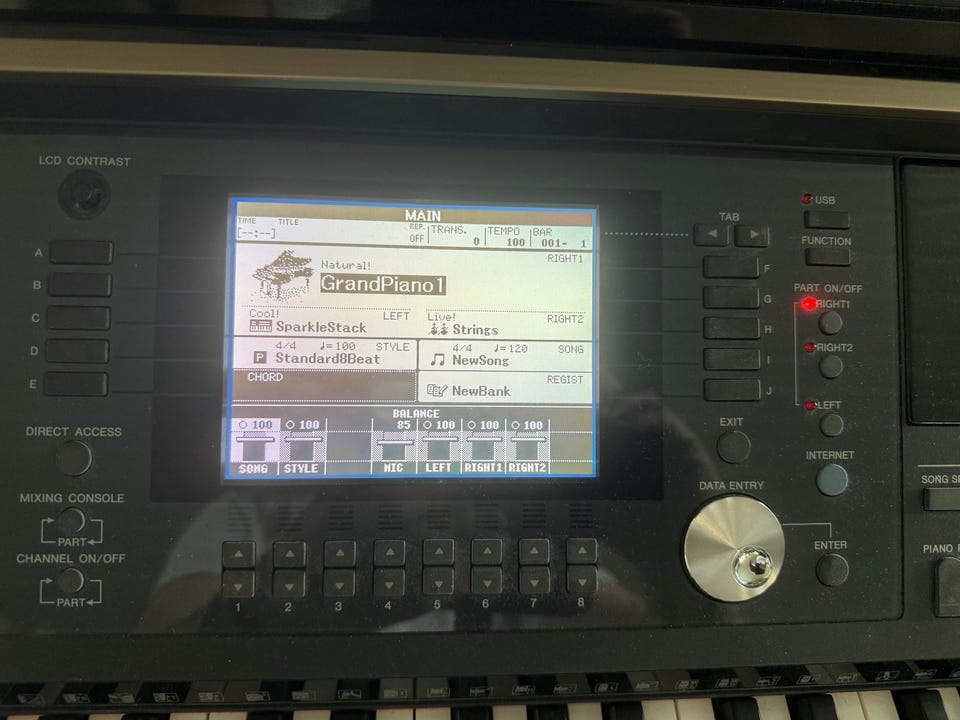 LCD CONTRAST
A
B
C
D
E
DIRECT ACCESS
MIXING CONSOLE
PART
CHANNEL ON/OFF
PART
MAIN
TIME TITLE
[--:--]
REP. OFF
TRANS. 0
TEMPO 100
BAR 001- 1
RIGHT1
Natural!
GrandPiano1
Cool! LEFT
SparkleStack
Live! RIGHT2
Strings
4/4 ♩=100 STYLE
P Standard8Beat
4/4 ♩=120 SONG
NewSong
CHORD
REGIST
NewBank
BALANCE
100 100 85 100 100 100
SONG STYLE MIC LEFT RIGHT1 RIGHT2
1 2 3 4 5 6 7 8
TAB
F
G
H
I
J
EXIT
DATA ENTRY
ENTER
USB
FUNCTION
PART ON/OFF
RIGHT1
RIGHT2
LEFT
INTERNET
SONG SE
PIANO